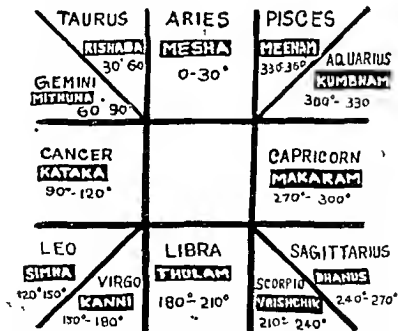 TAURUS
RISHABA
30° 60
ARIES
MESHA
0-30°
PISCES
MEENAM
330-360
AQUARIUS
KUMBHAM
300°- 330
GEMINI
MITHUNA
60 90°
CANCER
KATAKA
90°-120°
CAPRICORN
MAKARAM
270°- 300°
LEO
SIMHA
120°150°
VIRGO
KANNI
150°- 180°
LIBRA
THULAM
180°- 210°
SCORPIO
VRISHCHIK
210° 240°
SAGITTARIUS
DHANUS
240°-270°